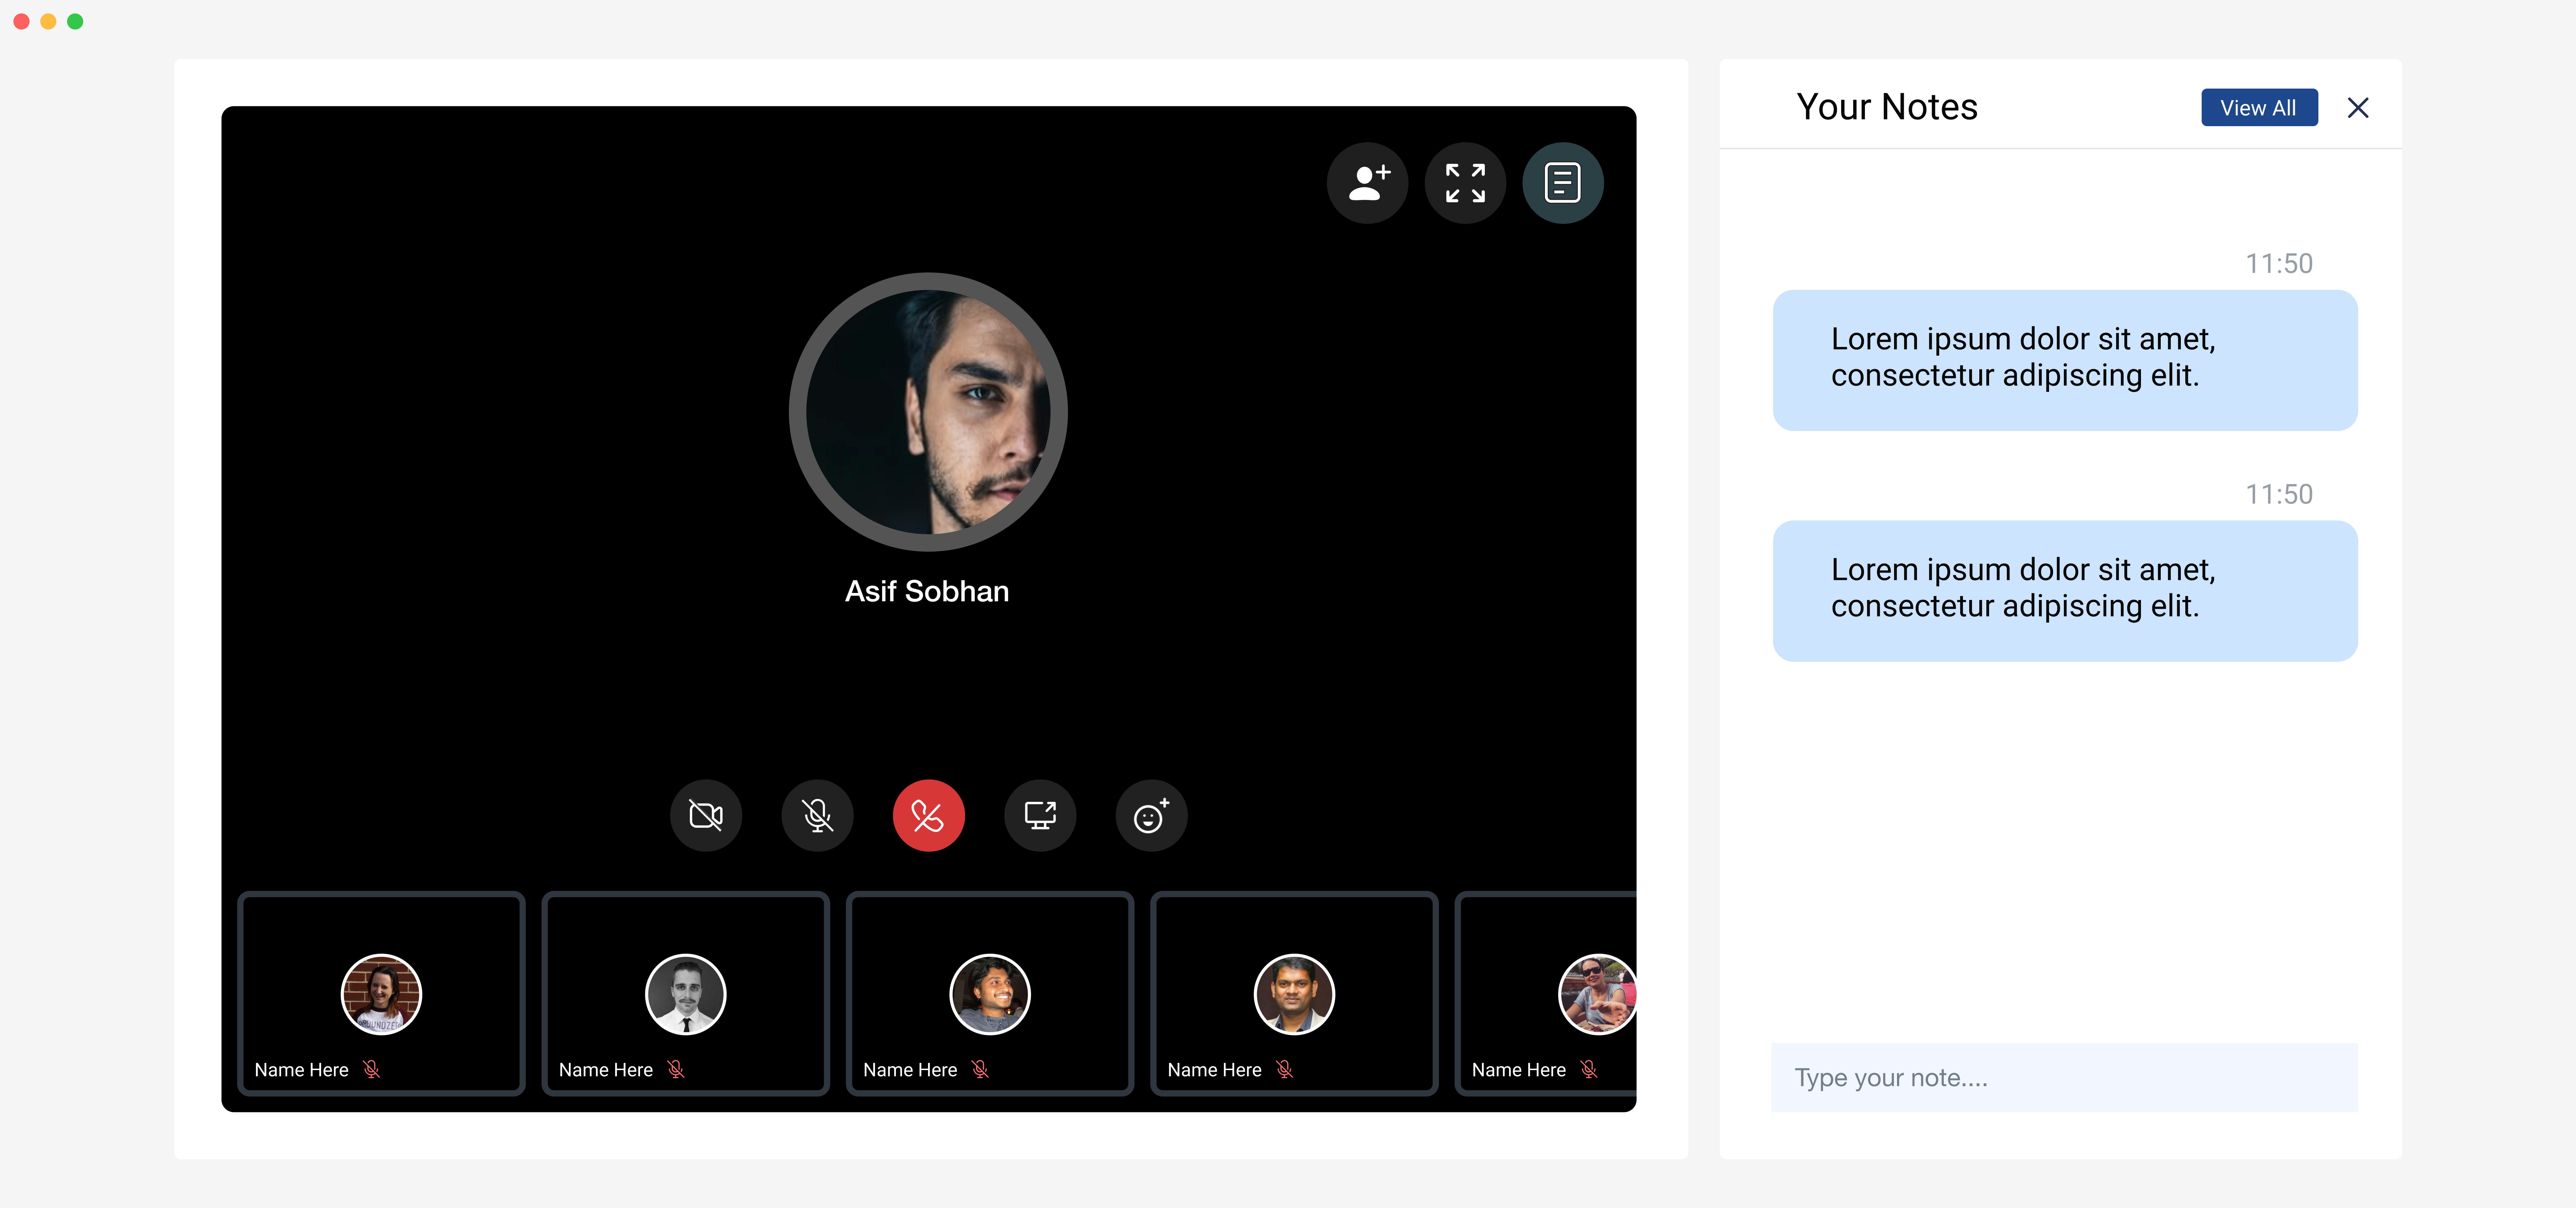 Your Notes
View All
11:50
Lorem ipsum dolor sit amet,
consectetur adipiscing elit.
11:50
Lorem ipsum dolor sit amet,
consectetur adipiscing elit.
Type your note....
Asif Sobhan
Name Here
Name Here
Name Here
Name Here
Name Here